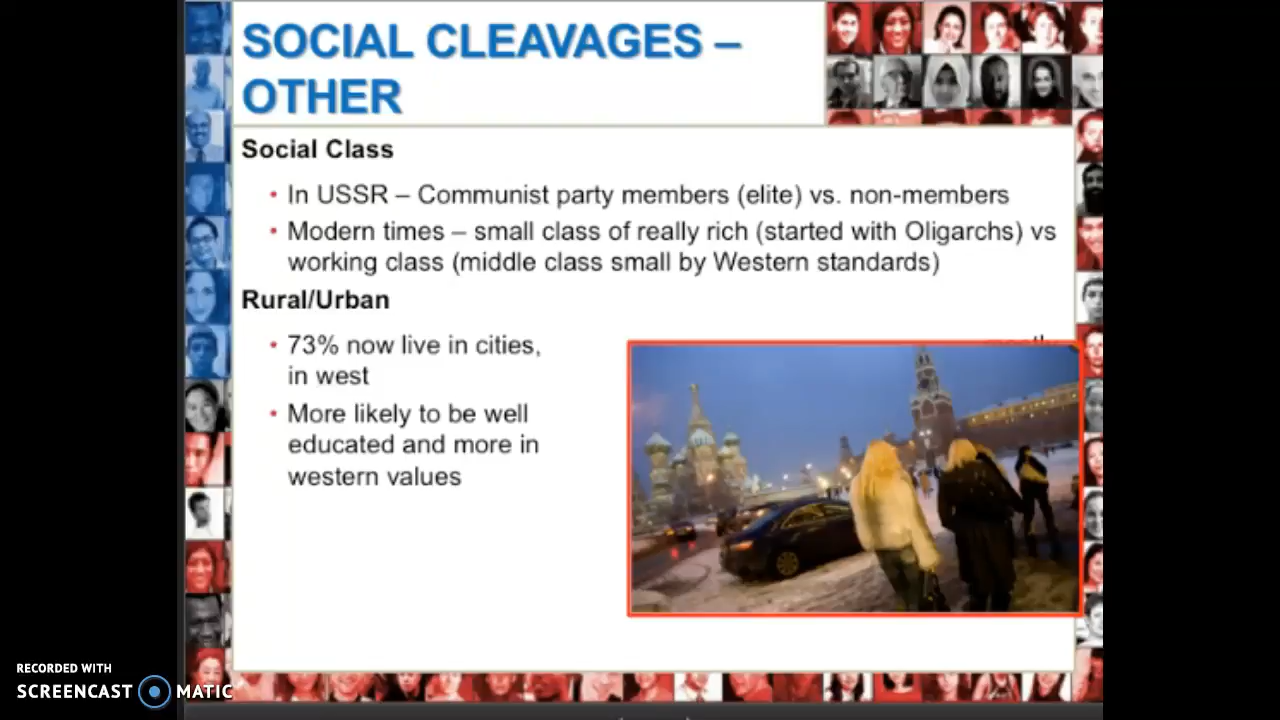 SOCIAL CLEAVAGES –
OTHER
Social Class
• In USSR – Communist party members (elite) vs. non-members
• Modern times – small class of really rich (started with Oligarchs) vs
working class (middle class small by Western standards)
Rural/Urban
• 73% now live in cities,
in west
• More likely to be well
educated and more in
western values
RECORDED WITH
SCREENCAST MATIC